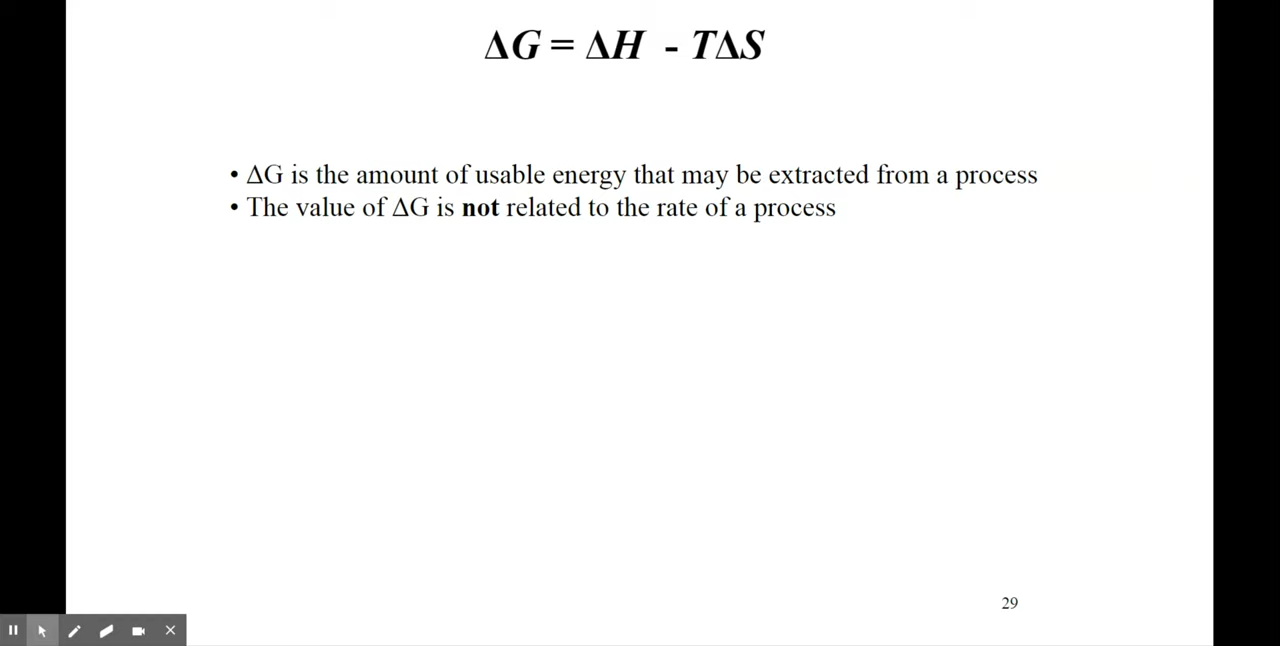 ΔG = ΔH - TΔS
• ΔG is the amount of usable energy that may be extracted from a process
• The value of ΔG is not related to the rate of a process
29